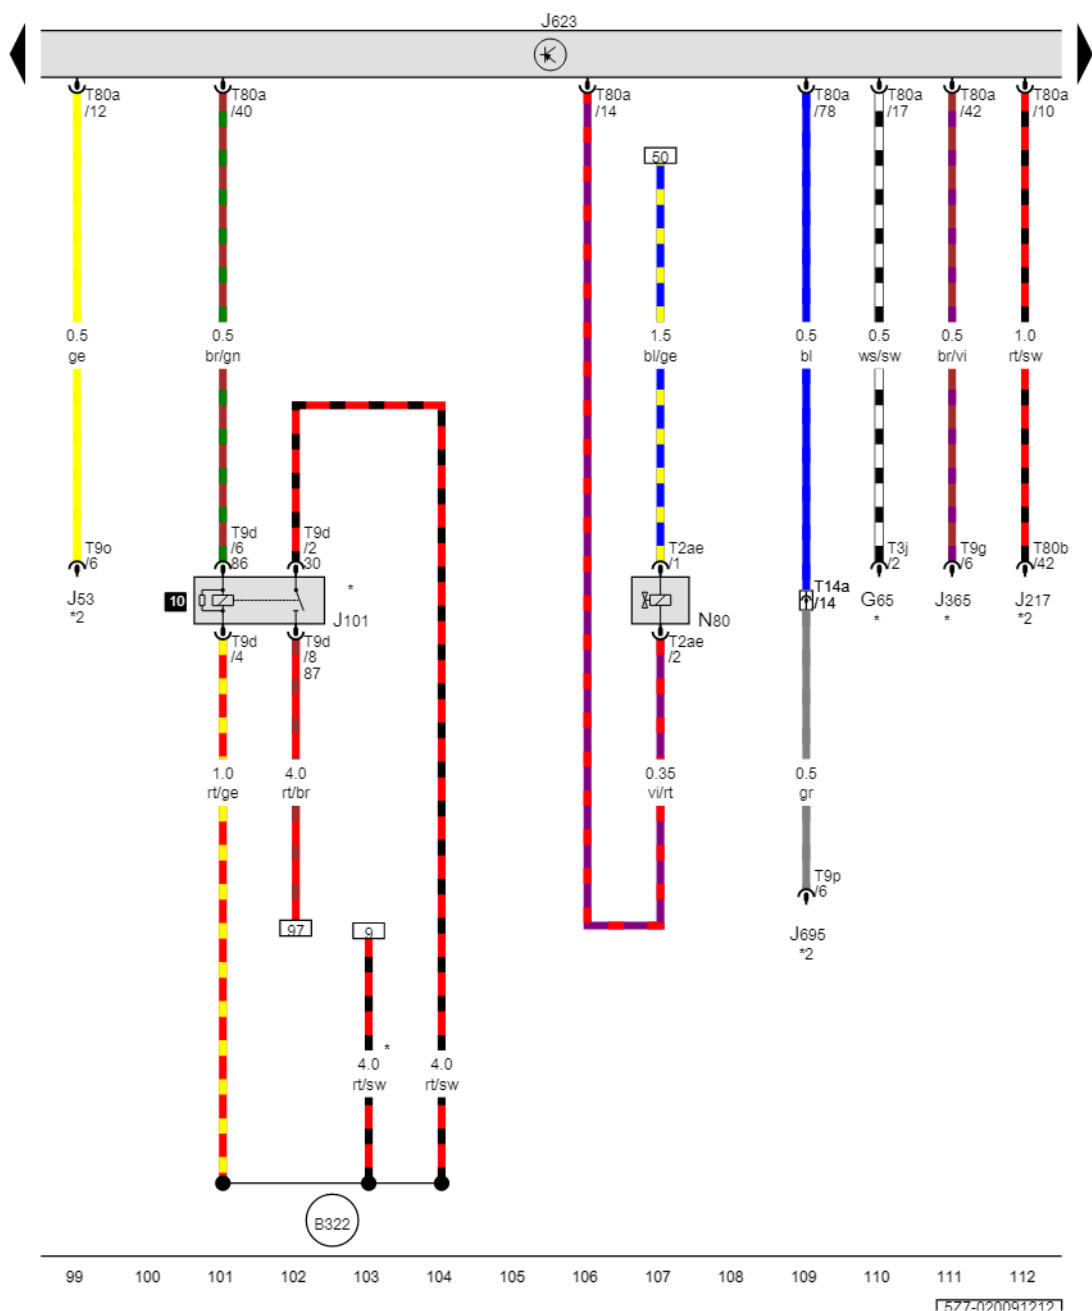 J623
T80a
/12
T80a
/40
T80a
/14
T80a
/78
T80a
/17
T80a
/42
T80a
/10
50
0.5
ge
0.5
br/gn
1.5
bl/ge
0.5
bl
0.5
ws/sw
0.5
br/vi
1.0
rt/sw
T9o
/6
T9d
/6
86
T9d
/2
30
T2ae
/1
T3j
/2
T9g
/6
T80b
/42
J53
*2
10
*
J101
N80
T14a
/14
G65
*
J365
*
J217
*2
T9d
/4
T9d
/8
87
T2ae
/2
1.0
rt/ge
4.0
rt/br
0.35
vi/rt
0.5
gr
T9p
/6
97
9
J695
*2
*
4.0
rt/sw
4.0
rt/sw
B322
99 100 101 102 103 104 105 106 107 108 109 110 111 112
577-020091212